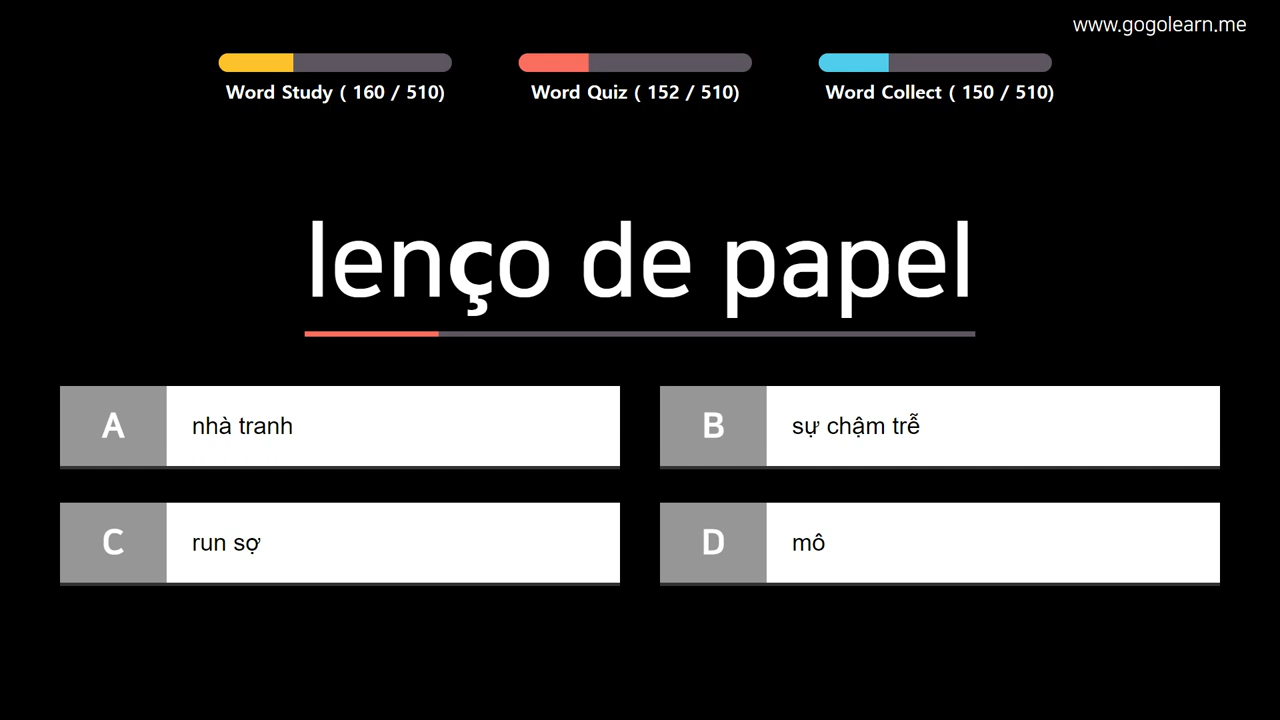 www.gogolearn.me
Word Study ( 160 / 510)
Word Quiz ( 152 / 510)
Word Collect ( 150 / 510)
lenço de papel
A nhà tranh
B sự chậm trễ
C run sợ
D mô